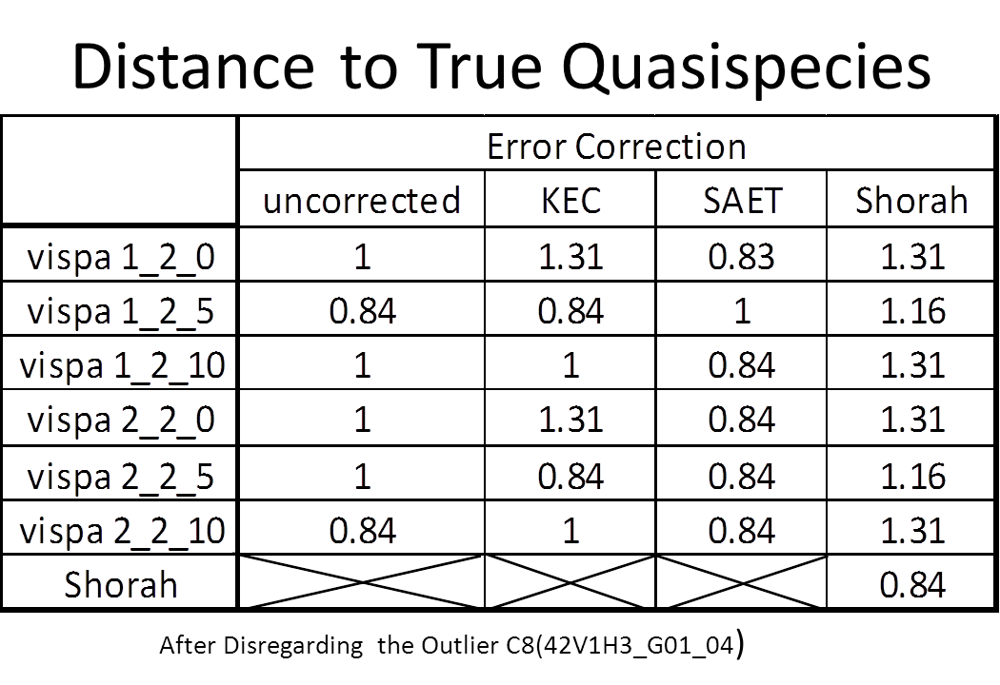 Distance to True Quasispecies
Error Correction
uncorrected KEC SAET Shorah
vispa 1_2_0 1 1.31 0.83 1.31
vispa 1_2_5 0.84 0.84 1 1.16
vispa 1_2_10 1 1 0.84 1.31
vispa 2_2_0 1 1.31 0.84 1.31
vispa 2_2_5 1 0.84 0.84 1.16
vispa 2_2_10 0.84 1 0.84 1.31
Shorah 0.84
After Disregarding the Outlier C8(42V1H3_G01_04)